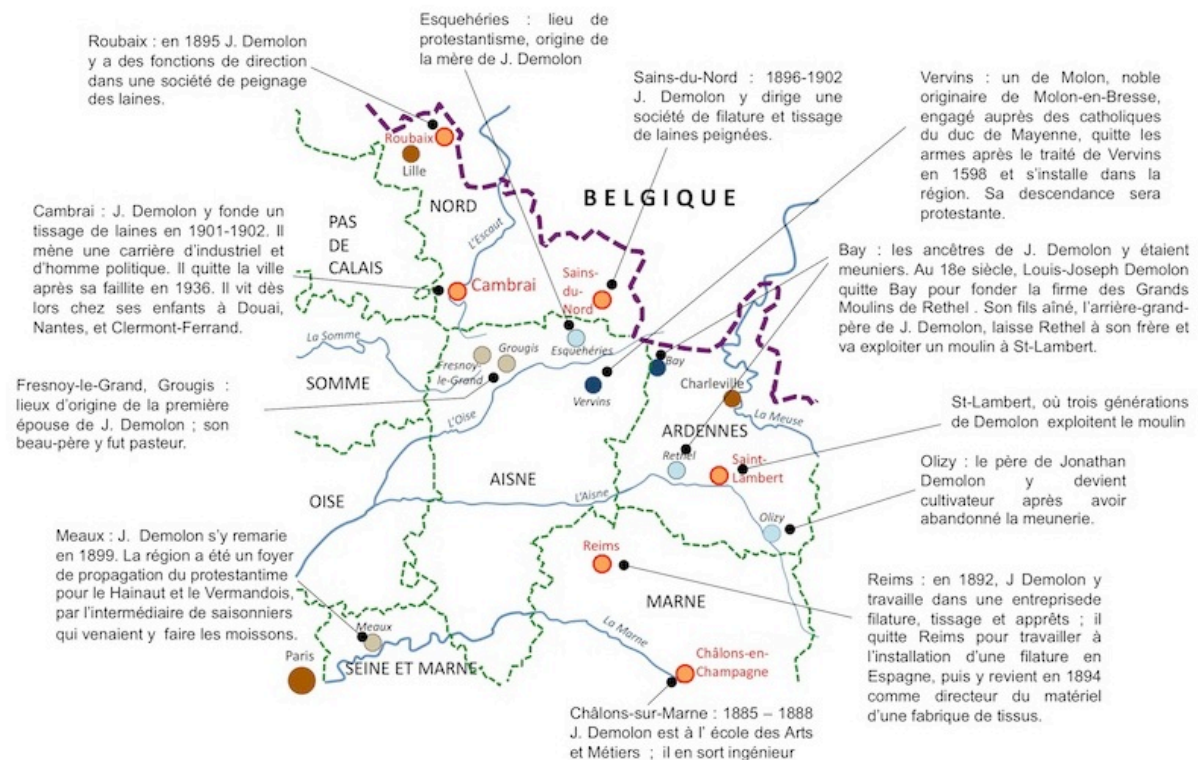 Roubaix : en 1895 J. Demolon
y a des fonctions de direction
dans une société de peignage
des laines.
Esquehéries : lieu de
protestantisme, origine de
la mère de J. Demolon
Sains-du-Nord : 1896-1902
J. Demolon y dirige une
société de filature et tissage
de laines peignées.
Vervins : un de Molon, noble
originaire de Molon-en-Bresse,
engagé auprès des catholiques
du duc de Mayenne, quitte les
armes après le traité de Vervins
en 1598 et s'installe dans la
région. Sa descendance sera
protestante.
Cambrai : J. Demolon y fonde un
tissage de laines en 1901-1902. Il
mène une carrière d'industriel et
d'homme politique. Il quitte la ville
après sa faillite en 1936. Il vit dès
lors chez ses enfants à Douai,
Nantes, et Clermont-Ferrand.
Bay : les ancêtres de J. Demolon y étaient
meuniers. Au 18e siècle, Louis-Joseph Demolon
quitte Bay pour fonder la firme des Grands
Moulins de Rethel . Son fils aîné, l'arrière-grand-
père de J. Demolon, laisse Rethel à son frère et
va exploiter un moulin à St-Lambert.
Fresnoy-le-Grand, Grougis :
lieux d'origine de la première
épouse de J. Demolon ; son
beau-père y fut pasteur.
St-Lambert, où trois générations
de Demolon exploitent le moulin
Olizy : le père de Jonathan
Demolon y devient
cultivateur après avoir
abandonné la meunerie.
Meaux : J. Demolon s'y remarie
en 1899. La région a été un foyer
de propagation du protestantime
pour le Hainaut et le Vermandois,
par l'intermédiaire de saisonniers
qui venaient y faire les moissons.
Reims : en 1892, J Demolon y
travaille dans une entreprisede
filature, tissage et apprêts ; il
quitte Reims pour travailler à
l'installation d'une filature en
Espagne, puis y revient en 1894
comme directeur du matériel
d'une fabrique de tissus.
Châlons-sur-Marne : 1885 – 1888
J. Demolon est à l' école des Arts
et Métiers ; il en sort ingénieur
Roubaix
Lille
NORD
BELGIQUE
PAS
DE
CALAIS
L'Escaut
Cambrai
Sains-
du-
Nord
La Somme
SOMME
Fresnoy-
le-Grand
Grougis
Esquehéries
Vervins
Bay
Charleville
La Meuse
L'Oise
ARDENNES
Rethel
Saint-
Lambert
OISE
AISNE
L'Aisne
Olizy
Reims
MARNE
La Marne
Meaux
Paris
SEINE ET MARNE
Châlons-en-
Champagne